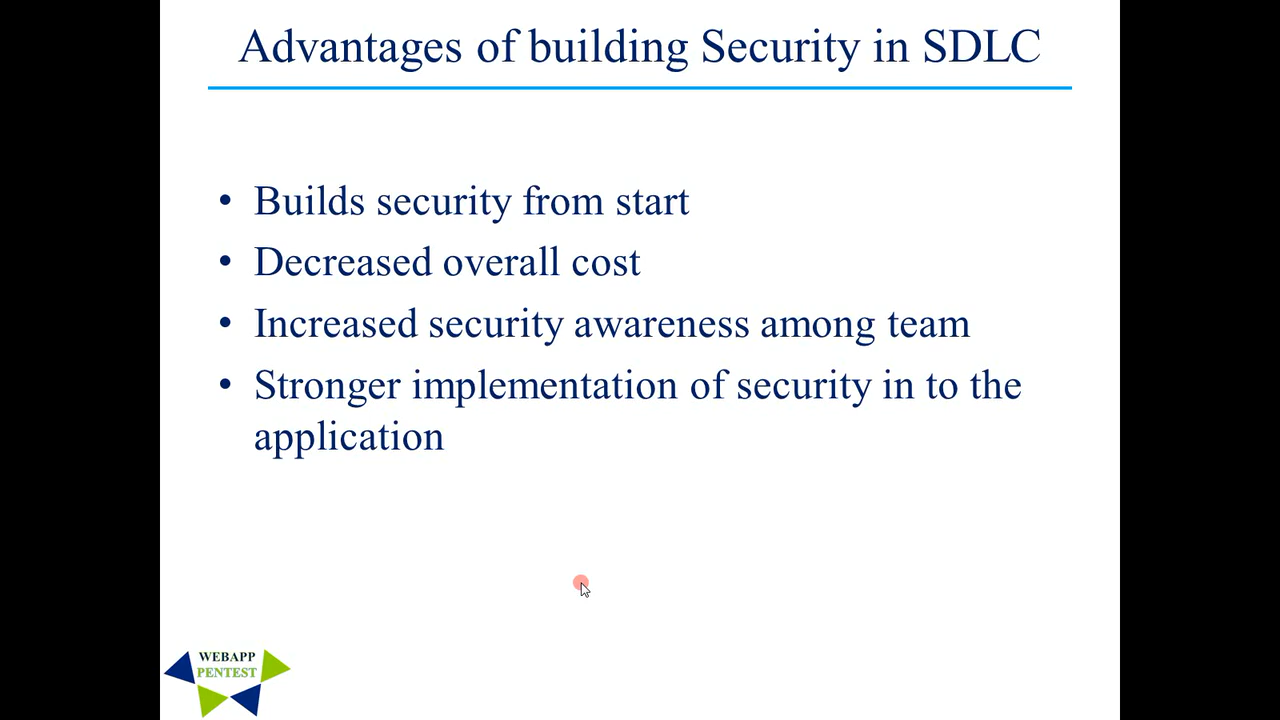 Advantages of building Security in SDLC
• Builds security from start
• Decreased overall cost
• Increased security awareness among team
• Stronger implementation of security in to the
application
WEBAPP
PENTEST